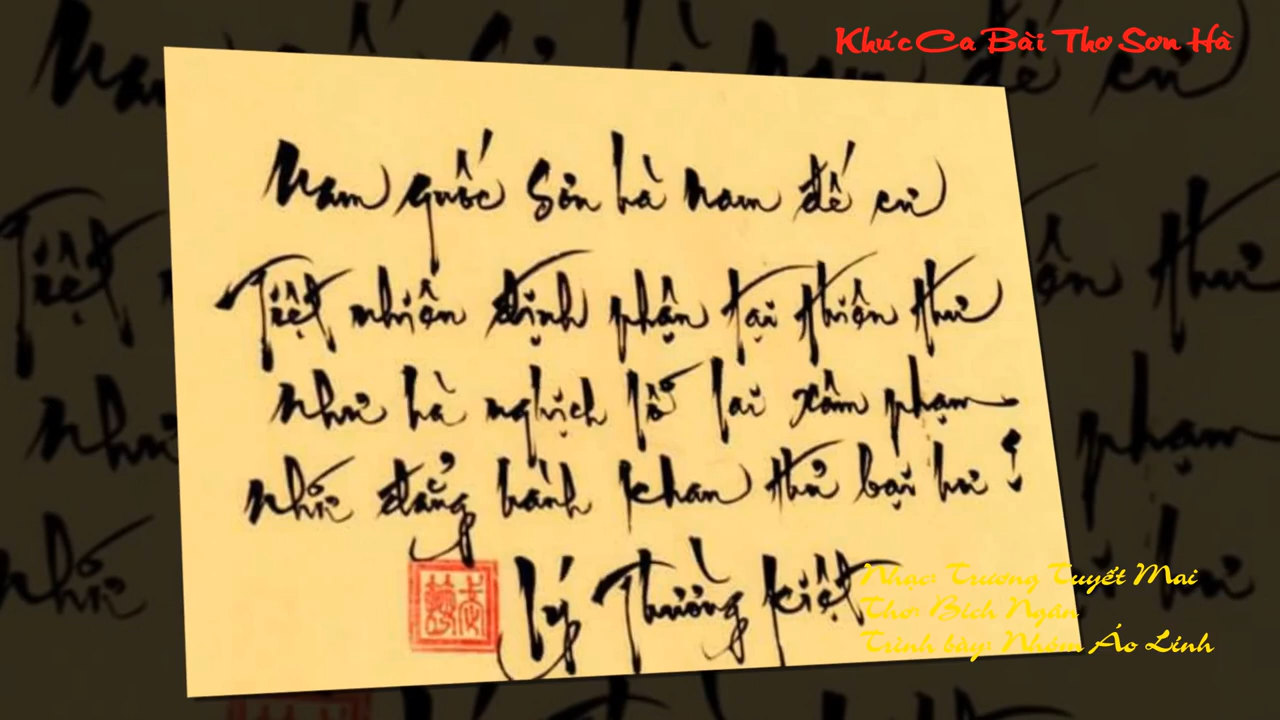 Khúc Ca Bài Thơ Sơn Hà
Nam quốc Sơn hà nam đế cư
Tiệt nhiên định phận tại thiên thư
Như hà nghịch lỗ lai xâm phạm
Nhữ đẳng hành khan thủ bại hư!
Lý Thường Kiệt
Nhạc: Trương Tuyết Mai
Thơ: Bích Ngân
Trình bày: Nhóm Áo Lính